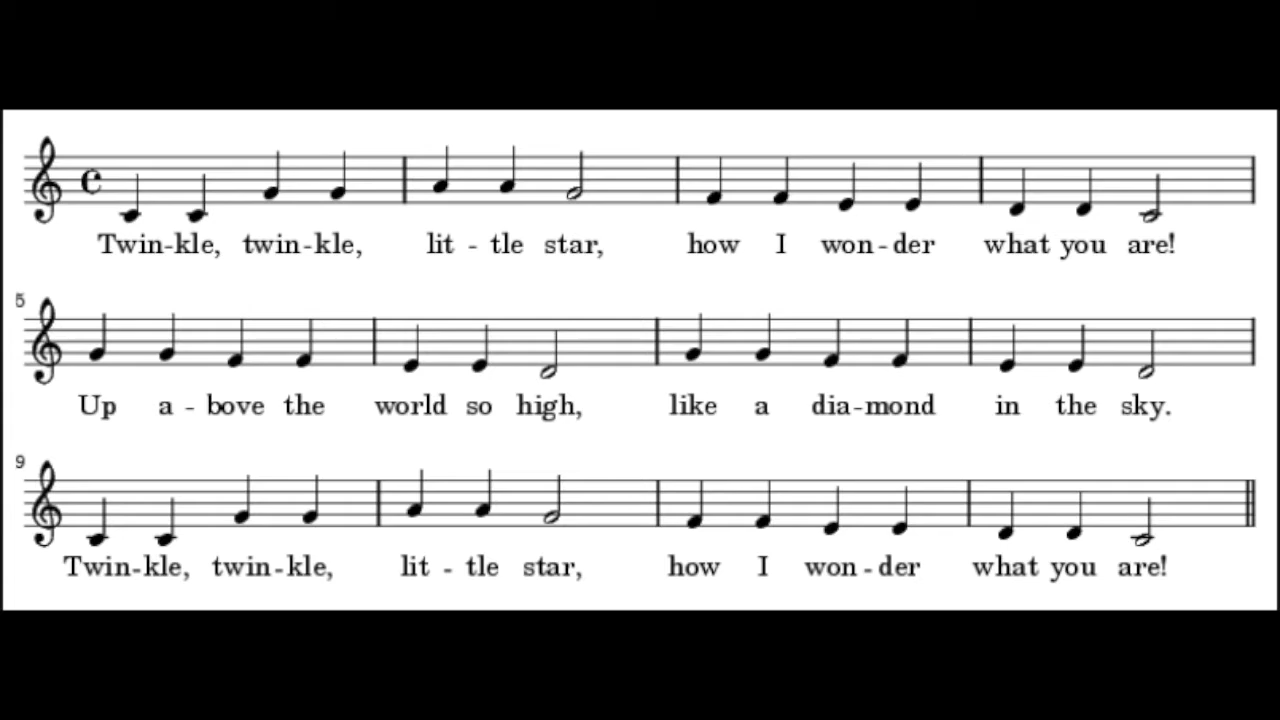 Twin-kle, twin-kle, lit - tle star, how I won-der what you are!
5
Up a - bove the world so high, like a dia-mond in the sky.
9
Twin-kle, twin-kle, lit - tle star, how I won-der what you are!